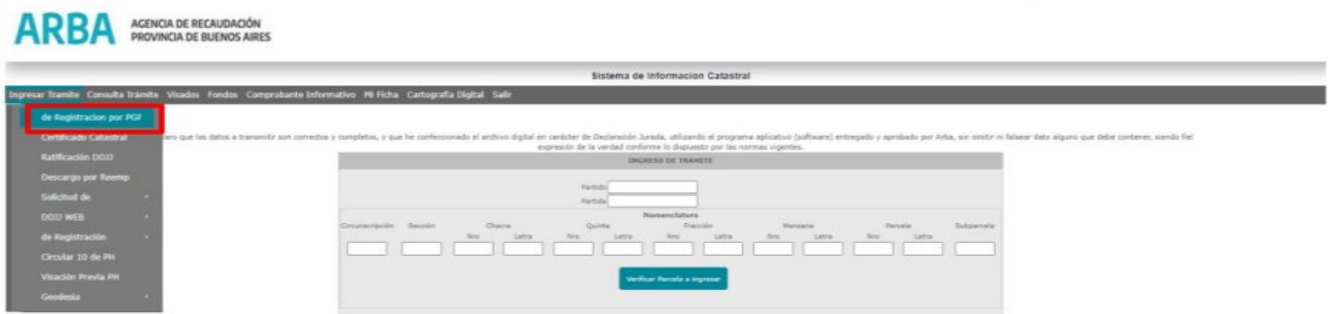 ARBA AGENCIA DE RECAUDACIÓN
PROVINCIA DE BUENOS AIRES
Sistema de Informacion Catastral
Ingresar Tramite Consulta Trámite Visados Fondos Comprobante Informativo Mi Ficha Cartografía Digital Salir
de Registracion por PGF
Certificado Catastral
Ratificación DDJJ
Descargo por Reemp
Solicitud de
DDJJ WEB
de Registración
Circular 10 de PH
Visación Previa PH
Geodesia
aro que los datos a transmitir son correctos y completos, y que he confeccionado el archivo digital en carácter de Declaración Jurada, utilizando el programa aplicativo (software) entregado y aprobado por Arba, sin omitir ni falsear dato alguno que debe contener, siendo fiel
expresión de la verdad conforme lo dispuesto por las normas vigentes.
INGRESO DE TRAMITE
Partido
Partida
Nomenclatura
Circunscripción Sección Chacra Quinta Fracción Manzana Parcela Subparcela
Nro Letra Nro Letra Nro Letra Nro Letra Nro Letra
Verificar Parcela a ingresar